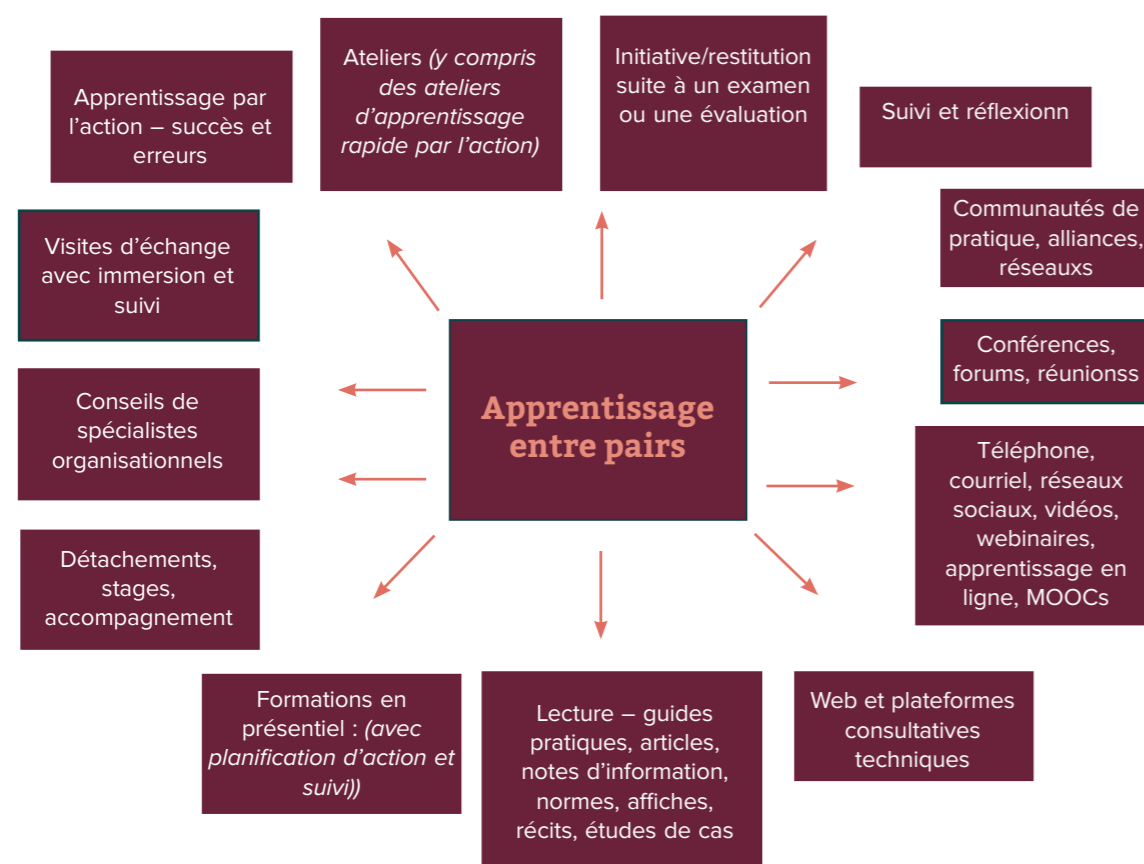 Apprentissage par
l’action – succès et
erreurs
Ateliers (y compris
des ateliers
d’apprentissage
rapide par l’action)
Initiative/restitution
suite à un examen
ou une évaluation
Suivi et réflexionn
Visites d’échange
avec immersion et
suivi
Communautés de
pratique, alliances,
réseauxs
Conseils de
spécialistes
organisationnels
Apprentissage
entre pairs
Conférences,
forums, réunionss
Détachements,
stages,
accompagnement
Téléphone,
courriel, réseaux
sociaux, vidéos,
webinaires,
apprentissage en
ligne, MOOCs
Formations en
présentiel : (avec
planification d’action et
suivi))
Lecture – guides
pratiques, articles,
notes d’information,
normes, affiches,
récits, études de cas
Web et plateformes
consultatives
techniques